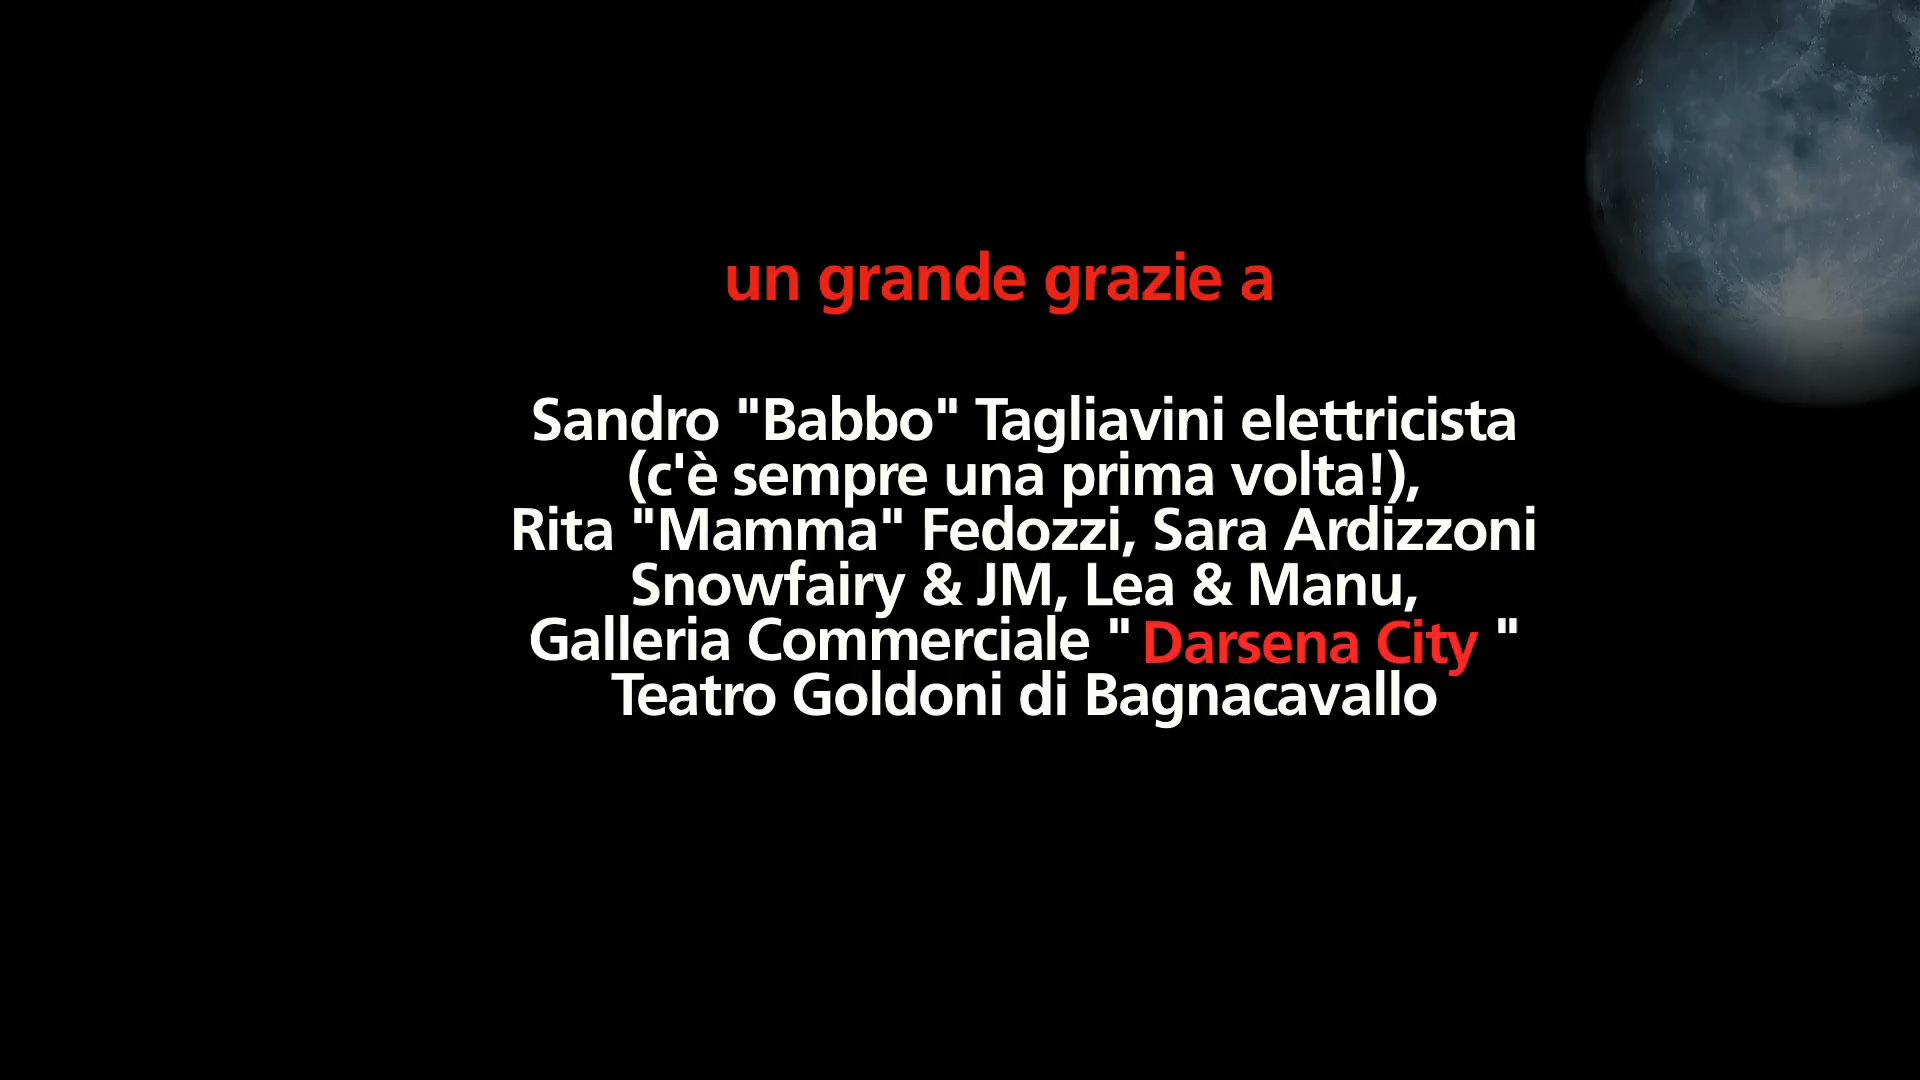 un grande grazie a
Sandro "Babbo" Tagliavini elettricista
(c'è sempre una prima volta!),
Rita "Mamma" Fedozzi, Sara Ardizzoni
Snowfairy & JM, Lea & Manu,
Galleria Commerciale " Darsena City "
Teatro Goldoni di Bagnacavallo